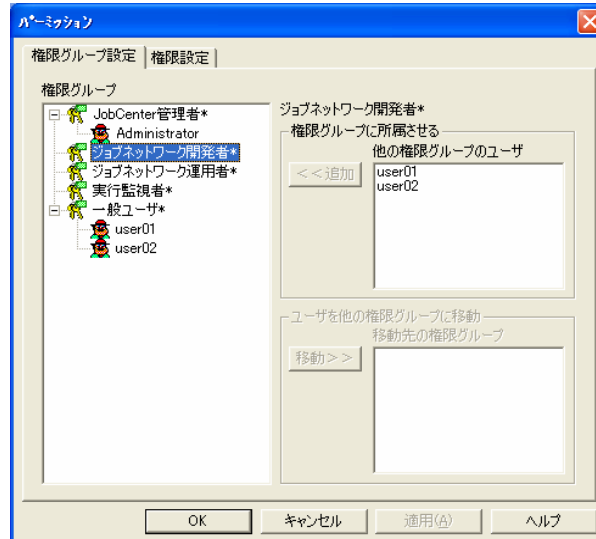 パーミッション
権限グループ設定
権限設定
権限グループ
JobCenter管理者*
Administrator
ジョブネットワーク開発者*
ジョブネットワーク運用者*
実行監視者*
一般ユーザ*
user01
user02
ジョブネットワーク開発者*
権限グループに所属させる
他の権限グループのユーザ
<<追加
user01
user02
ユーザを他の権限グループに移動
移動先の権限グループ
移動>>
OK
キャンセル
適用(A)
ヘルプ